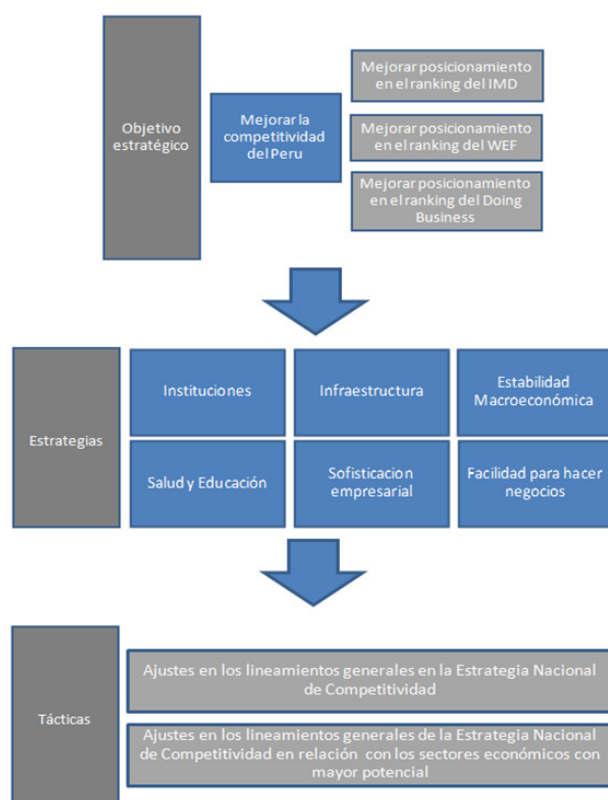 Objetivo
estratégico
Mejorar la
competitividad
del Peru
Mejorar posicionamiento
en el ranking del IMD
Mejorar posicionamiento
en el ranking del WEF
Mejorar posicionamiento
en el ranking del Doing
Business
Estrategias
Instituciones
Infraestructura
Estabilidad
Macroeconómica
Salud y Educación
Sofisticacion
empresarial
Facilidad para hacer
negocios
Tácticas
Ajustes en los lineamientos generales en la Estrategia Nacional
de Competitividad
Ajustes en los lineamientos generales de la Estrategia Nacional
de Competitividad en relación con los sectores económicos con
mayor potencial